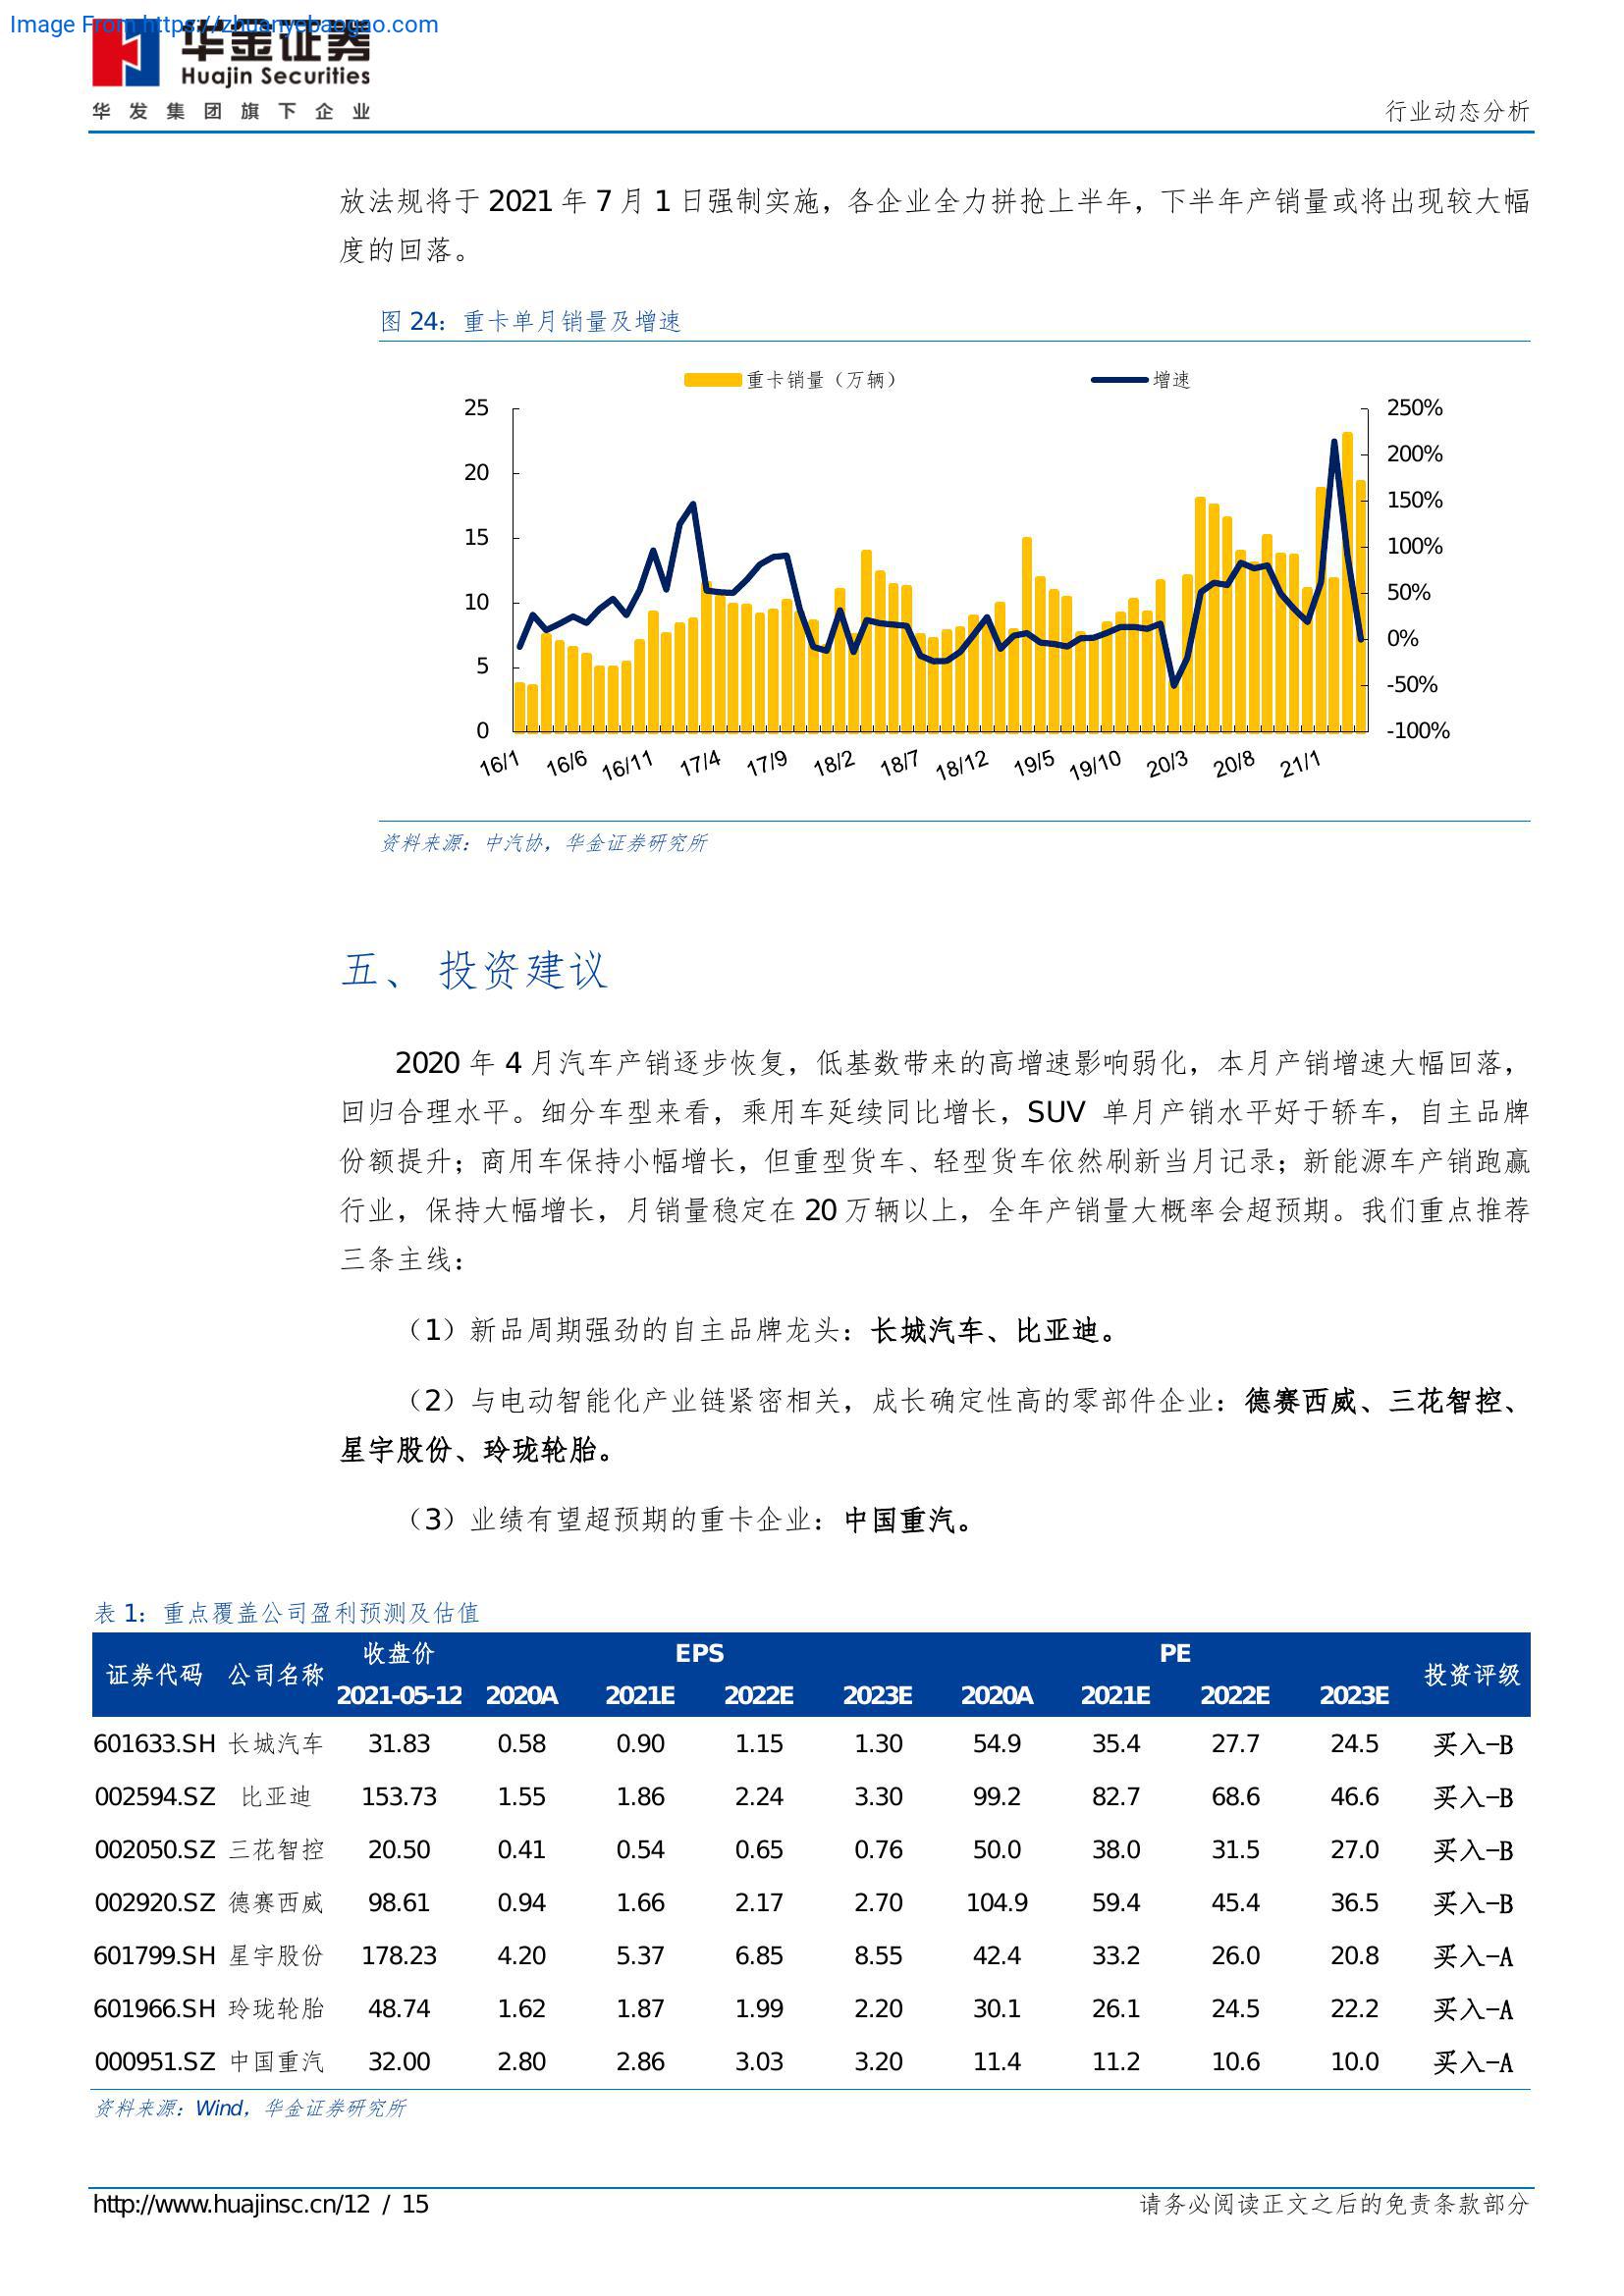 Image From https://zhuanyebaogao.com
华金证券
Huajin Securities
华发集团旗下企业
行业动态分析
放法规将于 2021 年 7 月 1 日强制实施，各企业全力拼抢上半年，下半年产销量或将出现较大幅
度的回落。
图 24：重卡单月销量及增速
重卡销量（万辆） 增速
25 250%
20 200%
15 150%
10 100%
5 50%
0 0%
-50%
-100%
16/1 16/6 16/11 17/4 17/9 18/2 18/7 18/12 19/5 19/10 20/3 20/8 21/1
资料来源：中汽协，华金证券研究所
五、 投资建议
2020 年 4 月汽车产销逐步恢复，低基数带来的高增速影响弱化，本月产销增速大幅回落，
回归合理水平。细分车型来看，乘用车延续同比增长，SUV 单月产销水平好于轿车，自主品牌
份额提升；商用车保持小幅增长，但重型货车、轻型货车依然刷新当月记录；新能源车产销跑赢
行业，保持大幅增长，月销量稳定在 20 万辆以上，全年产销量大概率会超预期。我们重点推荐
三条主线：
（1）新品周期强劲的自主品牌龙头：长城汽车、比亚迪。
（2）与电动智能化产业链紧密相关，成长确定性高的零部件企业：德赛西威、三花智控、
星宇股份、玲珑轮胎。
（3）业绩有望超预期的重卡企业：中国重汽。
表 1：重点覆盖公司盈利预测及估值
证券代码 公司名称 收盘价 EPS PE 投资评级
2021-05-12 2020A 2021E 2022E 2023E 2020A 2021E 2022E 2023E
601633.SH 长城汽车 31.83 0.58 0.90 1.15 1.30 54.9 35.4 27.7 24.5 买入-B
002594.SZ 比亚迪 153.73 1.55 1.86 2.24 3.30 99.2 82.7 68.6 46.6 买入-B
002050.SZ 三花智控 20.50 0.41 0.54 0.65 0.76 50.0 38.0 31.5 27.0 买入-B
002920.SZ 德赛西威 98.61 0.94 1.66 2.17 2.70 104.9 59.4 45.4 36.5 买入-B
601799.SH 星宇股份 178.23 4.20 5.37 6.85 8.55 42.4 33.2 26.0 20.8 买入-A
601966.SH 玲珑轮胎 48.74 1.62 1.87 1.99 2.20 30.1 26.1 24.5 22.2 买入-A
000951.SZ 中国重汽 32.00 2.80 2.86 3.03 3.20 11.4 11.2 10.6 10.0 买入-A
资料来源：Wind，华金证券研究所
http://www.huajinsc.cn/12 / 15
请务必阅读正文之后的免责条款部分